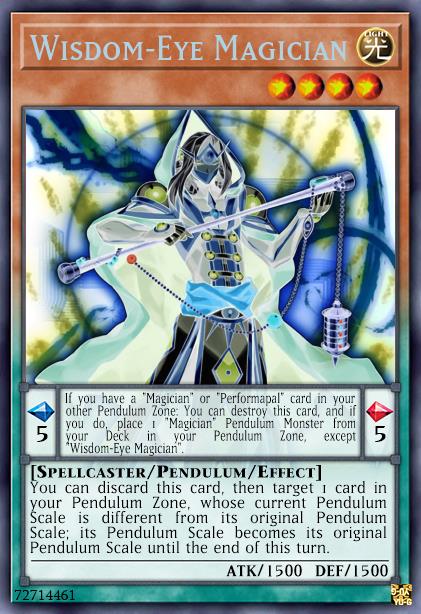 WISDOM-EYE MAGICIAN
LIGHT
光
If you have a "Magician" or "Performapal" card in your
other Pendulum Zone: You can destroy this card, and if
you do, place 1 "Magician" Pendulum Monster from
your Deck in your Pendulum Zone, except
"Wisdom-Eye Magician".
5
5
[SPELLCASTER/PENDULUM/EFFECT]
You can discard this card, then target 1 card in
your Pendulum Zone, whose current Pendulum
Scale is different from its original Pendulum
Scale; its Pendulum Scale becomes its original
Pendulum Scale until the end of this turn.
ATK/1500 DEF/1500
72714461